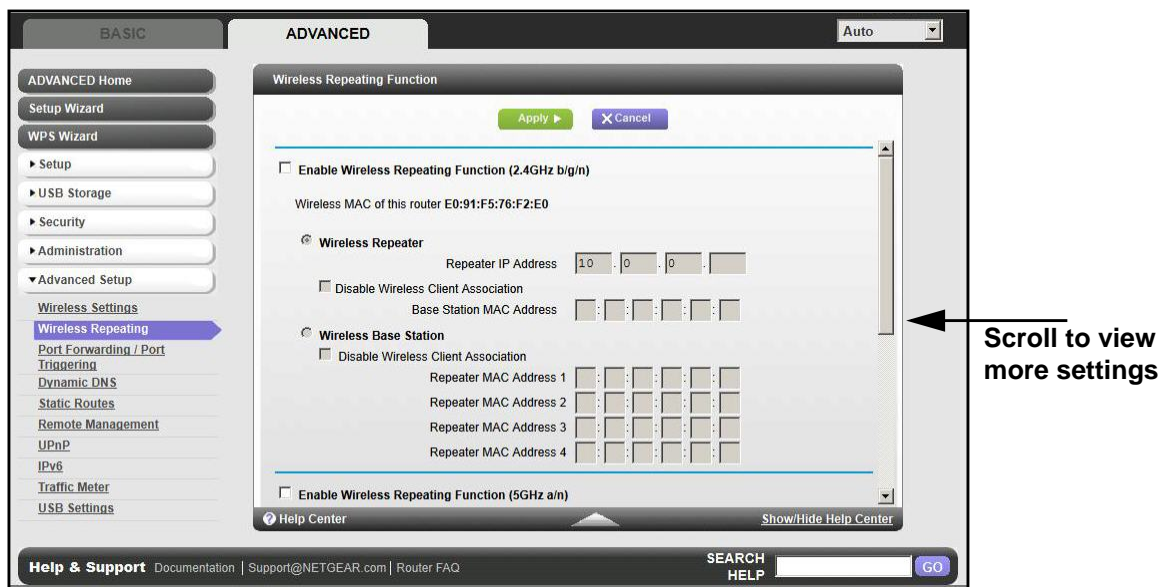 BASIC
ADVANCED
Auto
ADVANCED Home
Setup Wizard
WPS Wizard
Setup
USB Storage
Security
Administration
Advanced Setup
Wireless Settings
Wireless Repeating
Port Forwarding / Port
Triggering
Dynamic DNS
Static Routes
Remote Management
UPnP
IPv6
Traffic Meter
USB Settings
Wireless Repeating Function
Apply
Cancel
Enable Wireless Repeating Function (2.4GHz b/g/n)
Wireless MAC of this router E0:91:F5:76:F2:E0
Wireless Repeater
Repeater IP Address 10 . 0 . 0 .
Disable Wireless Client Association
Base Station MAC Address : : : : :
Wireless Base Station
Disable Wireless Client Association
Repeater MAC Address 1 : : : : :
Repeater MAC Address 2 : : : : :
Repeater MAC Address 3 : : : : :
Repeater MAC Address 4 : : : : :
Enable Wireless Repeating Function (5GHz a/n)
Help Center
Show/Hide Help Center
Scroll to view
more settings
Help & Support Documentation | Support@NETGEAR.com | Router FAQ
SEARCH
HELP
GO